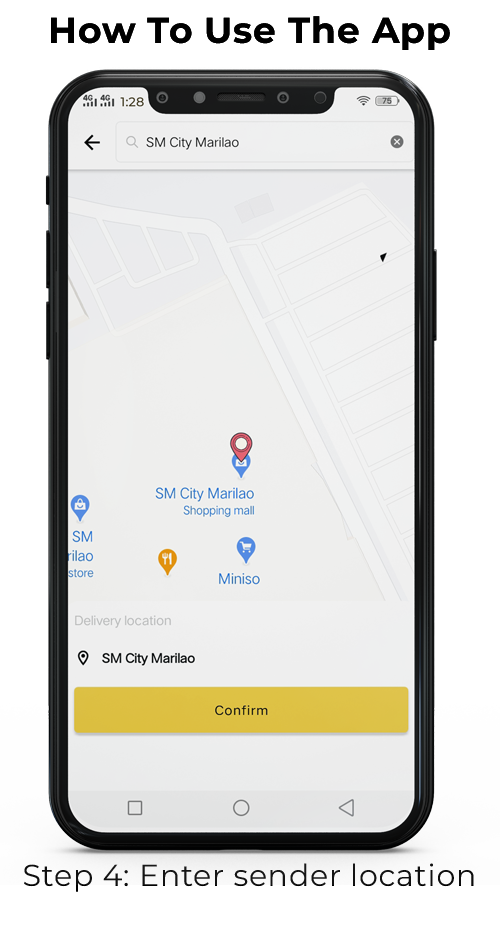 How To Use The App
4G 4G 1:28 75
SM City Marilao
SM City Marilao
Shopping mall
SM
rilao
store
Miniso
Delivery location
SM City Marilao
Confirm
Step 4: Enter sender location